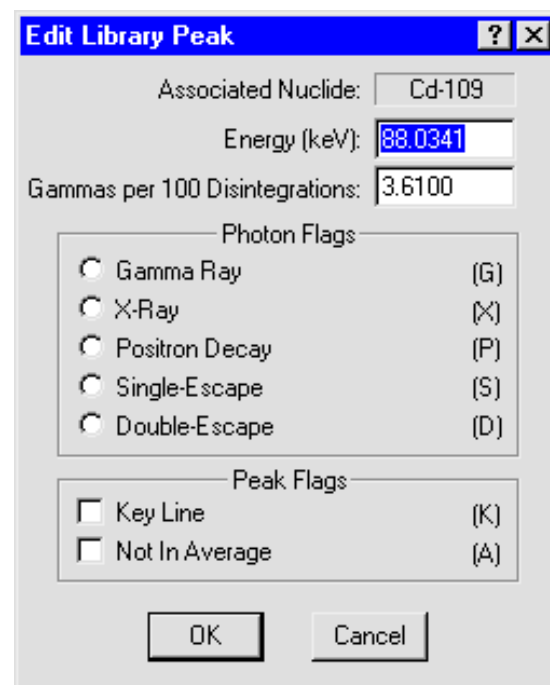 Edit Library Peak
Associated Nuclide: Cd-109
Energy (keV): 88.0341
Gammas per 100 Disintegrations: 3.6100
Photon Flags
Gamma Ray (G)
X-Ray (X)
Positron Decay (P)
Single-Escape (S)
Double-Escape (D)
Peak Flags
Key Line (K)
Not In Average (A)
OK Cancel